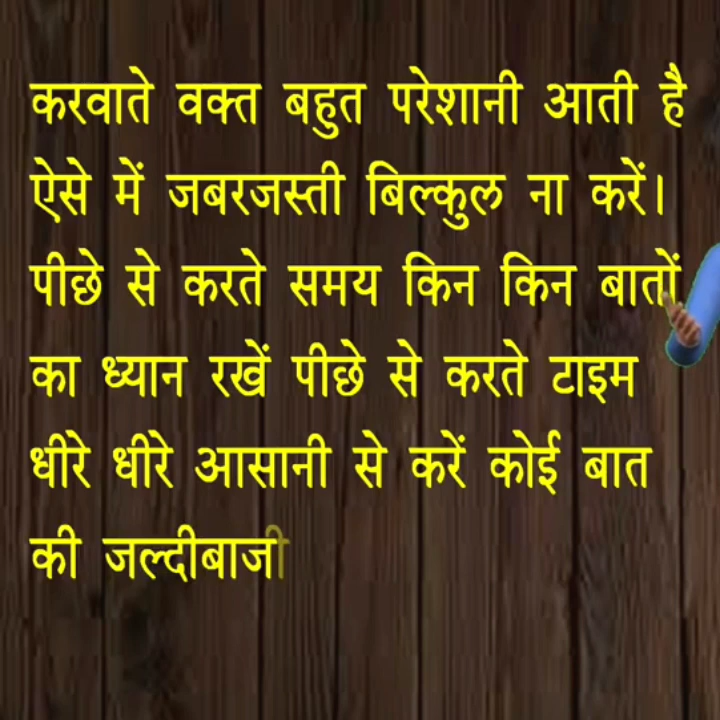 करवाते वक्त बहुत परेशानी आती है
ऐसे में जबरजस्ती बिल्कुल ना करें।
पीछे से करते समय किन किन बातों
का ध्यान रखें पीछे से करते टाइम
धीरे धीरे आसानी से करें कोई बात
की जल्दीबाजी